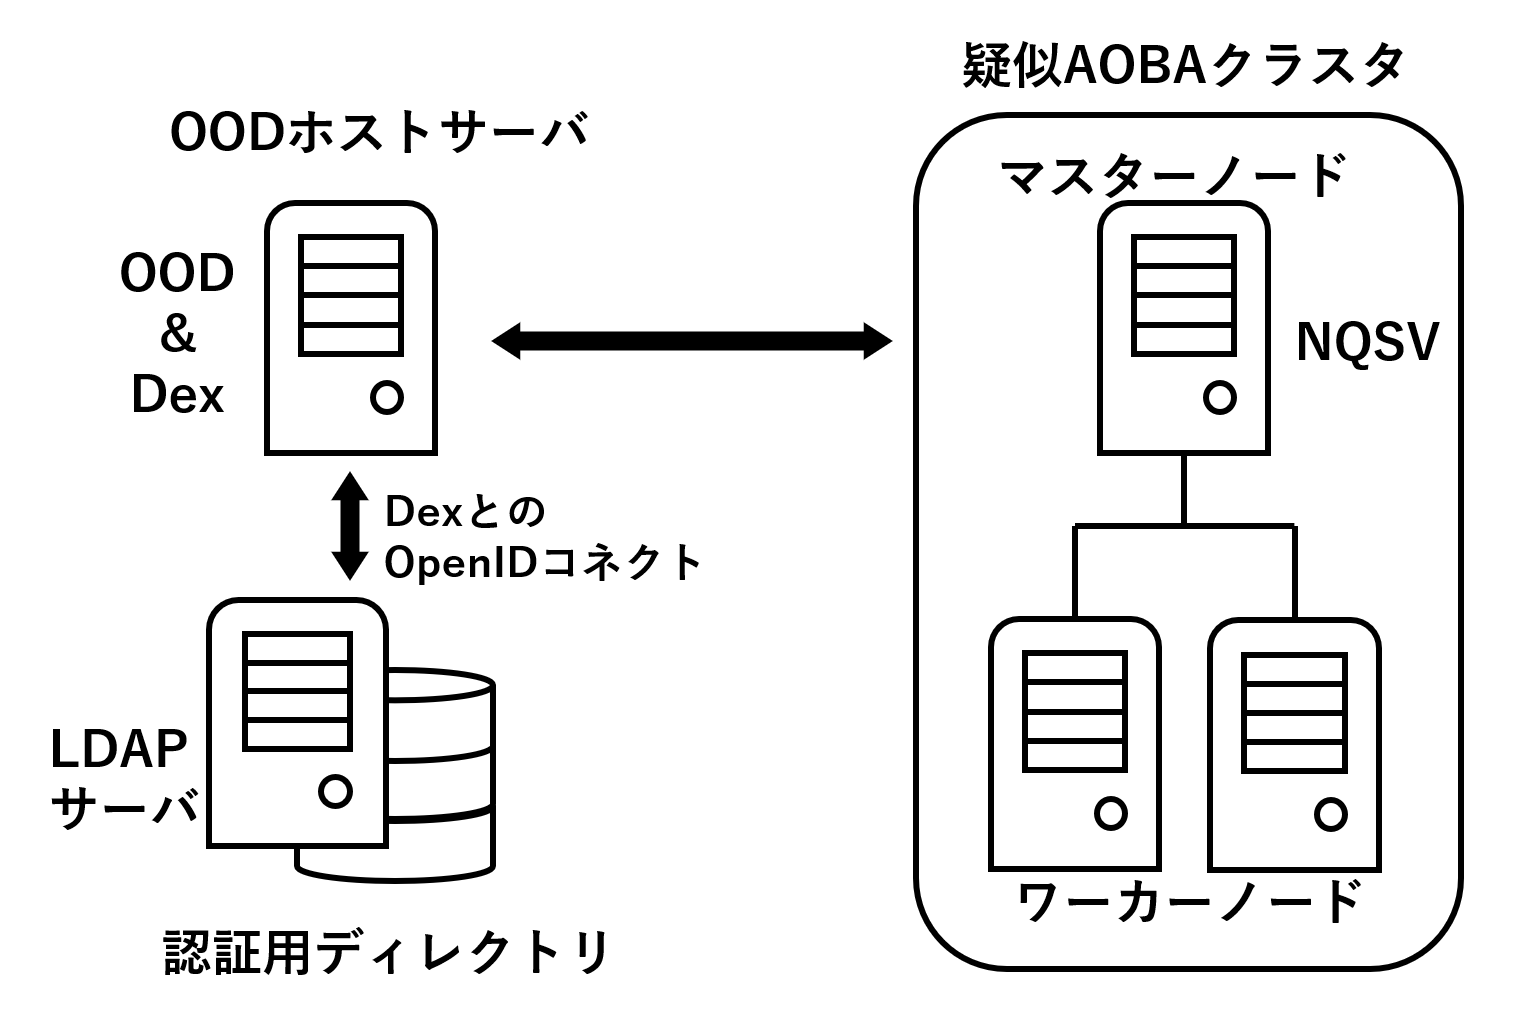 疑似AOBAクラスタ
OODホストサーバ
マスターノード
OOD
&
Dex
NQSV
Dexとの
OpenIDコネクト
LDAP
サーバ
ワーカーノード
認証用ディレクトリ